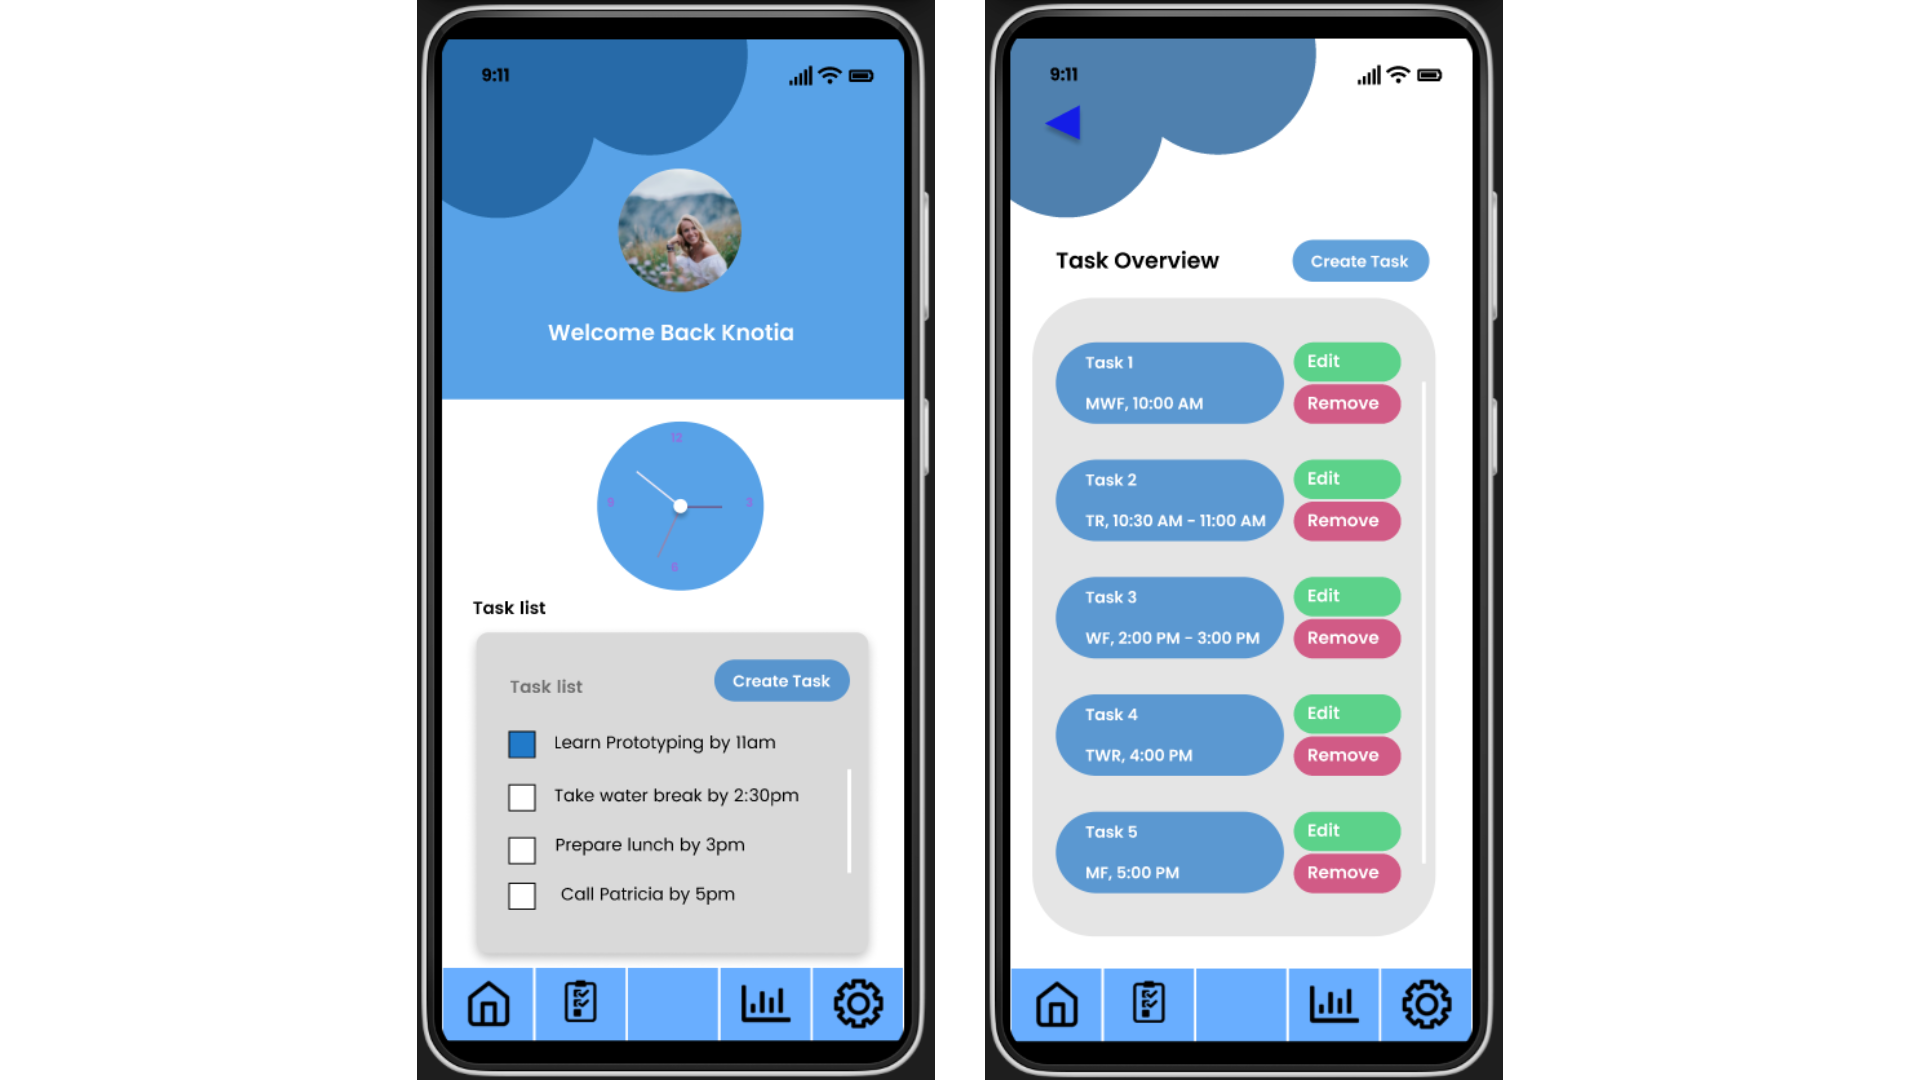 9:11
Welcome Back Knotia
12
9
3
6
Task list
Task list
Create Task
Learn Prototyping by 11am
Take water break by 2:30pm
Prepare lunch by 3pm
Call Patricia by 5pm
9:11
Task Overview
Create Task
Task 1
MWF, 10:00 AM
Edit
Remove
Task 2
TR, 10:30 AM - 11:00 AM
Edit
Remove
Task 3
WF, 2:00 PM - 3:00 PM
Edit
Remove
Task 4
TWR, 4:00 PM
Edit
Remove
Task 5
MF, 5:00 PM
Edit
Remove